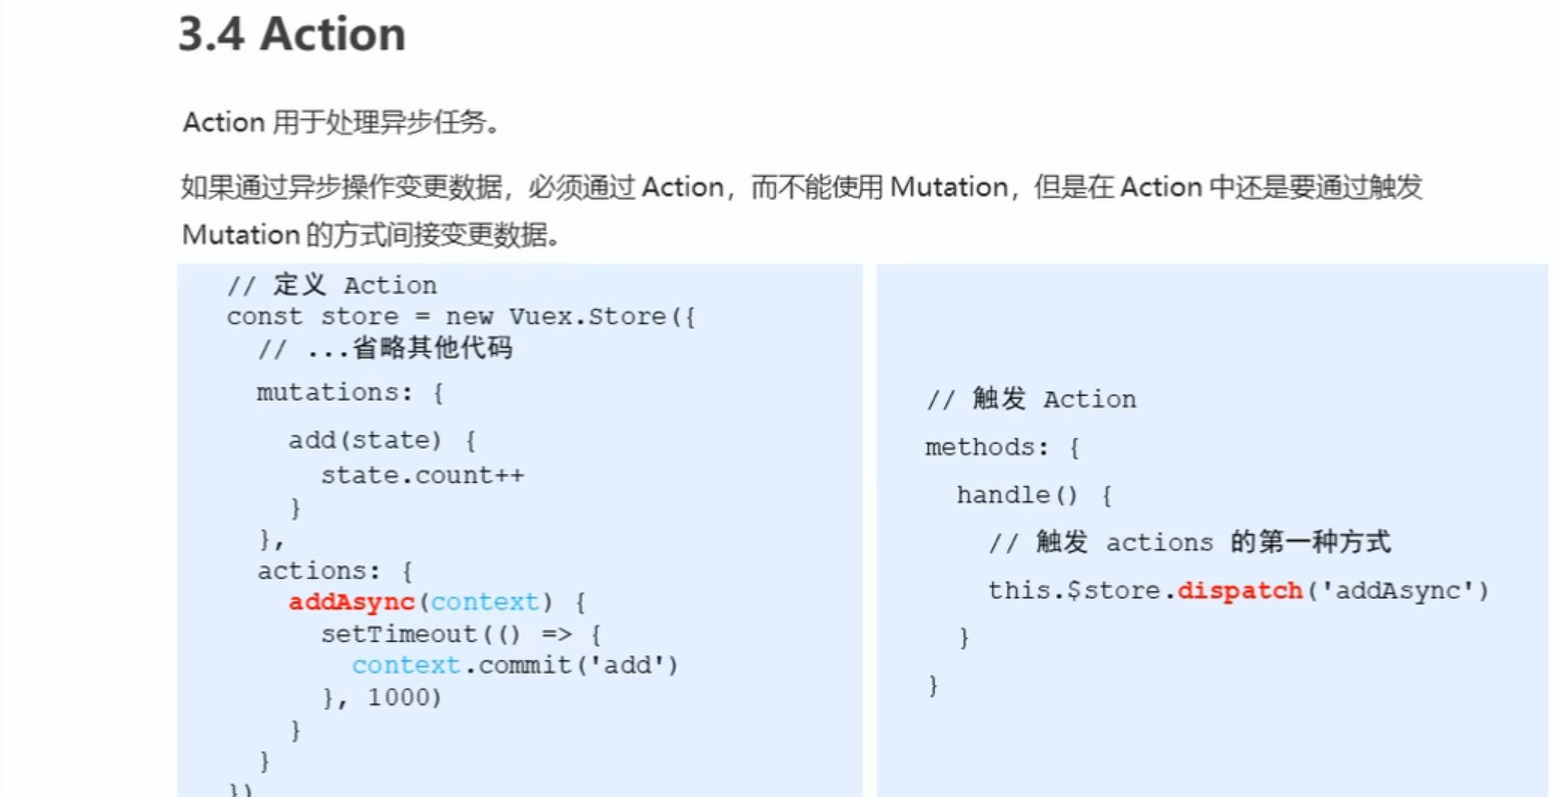 3.4 Action
Action 用于处理异步任务。
如果通过异步操作变更数据，必须通过 Action，而不能使用 Mutation，但是在 Action 中还是要通过触发
Mutation 的方式间接变更数据。
// 定义 Action
const store = new Vuex.Store({
// ...省略其他代码
mutations: {
add(state) {
state.count++
}
},
actions: {
addAsync(context) {
setTimeout(() => {
context.commit('add')
}, 1000)
}
}
})
// 触发 Action
methods: {
handle() {
// 触发 actions 的第一种方式
this.$store.dispatch('addAsync')
}
}